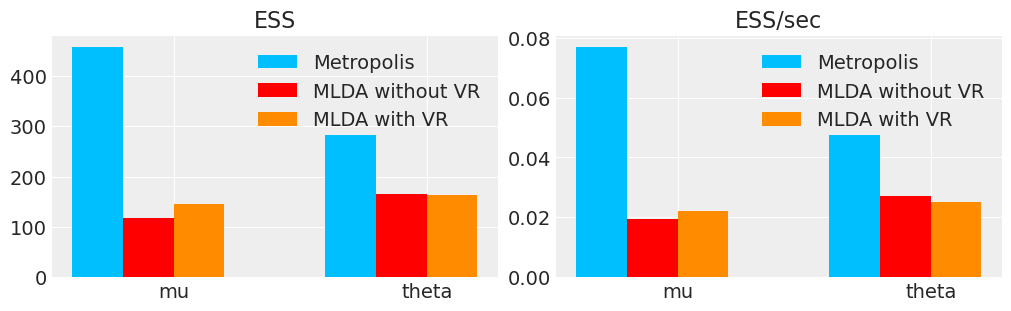 ESS
400
300
200
100
0
Metropolis
MLDA without VR
MLDA with VR
mu theta
ESS/sec
0.08
0.06
0.04
0.02
0.00
Metropolis
MLDA without VR
MLDA with VR
mu theta